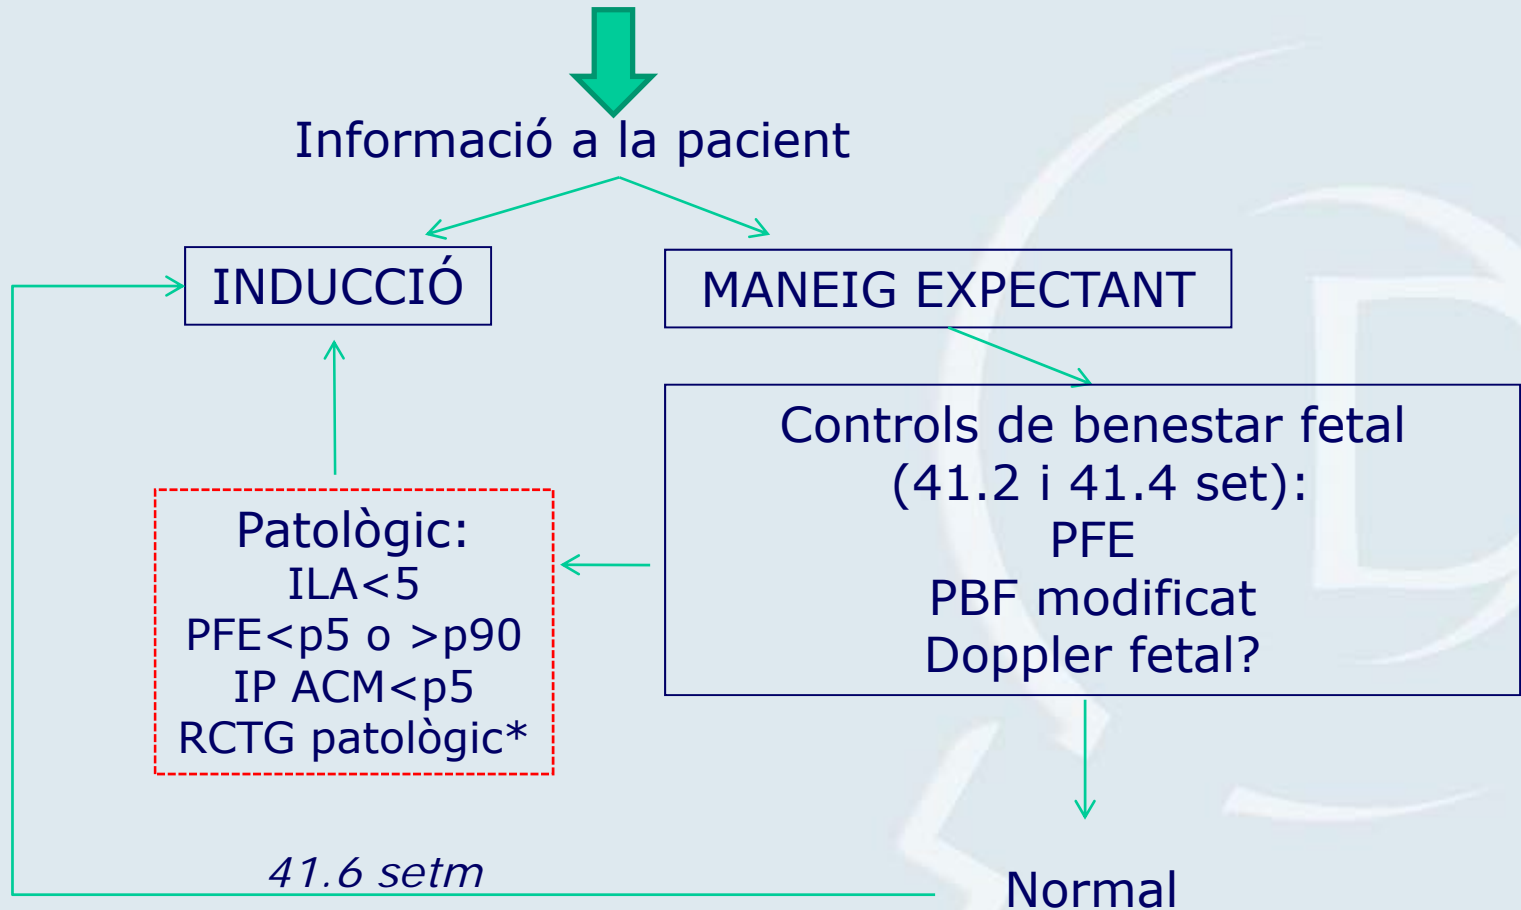 Informació a la pacient
INDUCCIÓ
MANEIG EXPECTANT
Controls de benestar fetal
(41.2 i 41.4 set):
PFE
PBF modificat
Doppler fetal?
Patològic:
ILA<5
PFE<p5 o >p90
IP ACM<p5
RCTG patològic*
41.6 setm
Normal